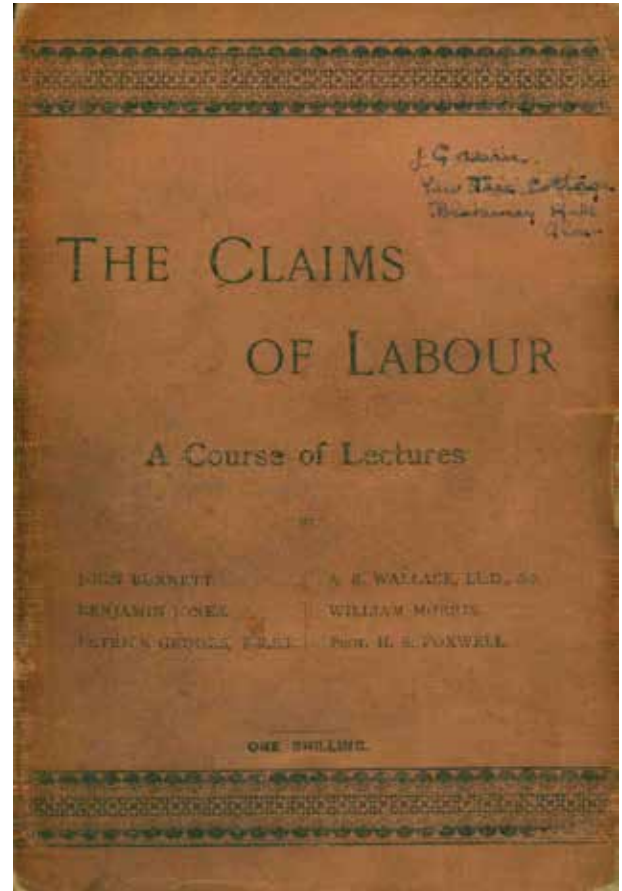 Cottage
THE CLAIMS
OF LABOUR
A Course of Lectures
BY
JOHN BURNETT
A. R. WALLACE, LL.D., &c.
BENJAMIN JONES
WILLIAM MORRIS
PATRICK GEDDES, F.R.S.E.
PROF. H. S. FOXWELL.
ONE SHILLING.